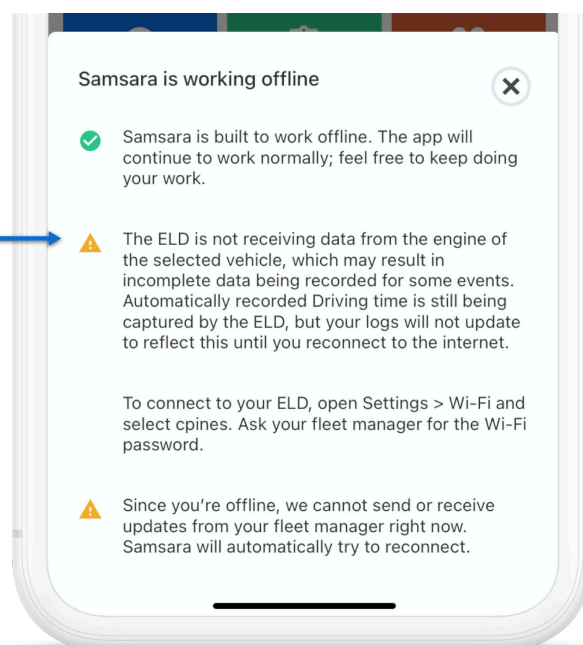 Samsara is working offline
Samsara is built to work offline. The app will
continue to work normally; feel free to keep doing
your work.
The ELD is not receiving data from the engine of
the selected vehicle, which may result in
incomplete data being recorded for some events.
Automatically recorded Driving time is still being
captured by the ELD, but your logs will not update
to reflect this until you reconnect to the internet.
To connect to your ELD, open Settings > Wi-Fi and
select cpines. Ask your fleet manager for the Wi-Fi
password.
Since you’re offline, we cannot send or receive
updates from your fleet manager right now.
Samsara will automatically try to reconnect.